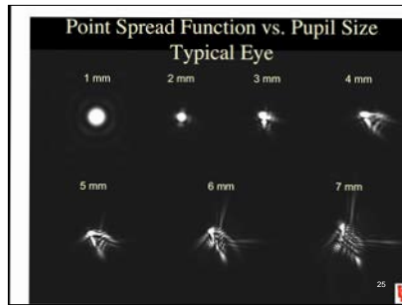 Point Spread Function vs. Pupil Size
Typical Eye
1 mm
2 mm
3 mm
4 mm
5 mm
6 mm
7 mm
25